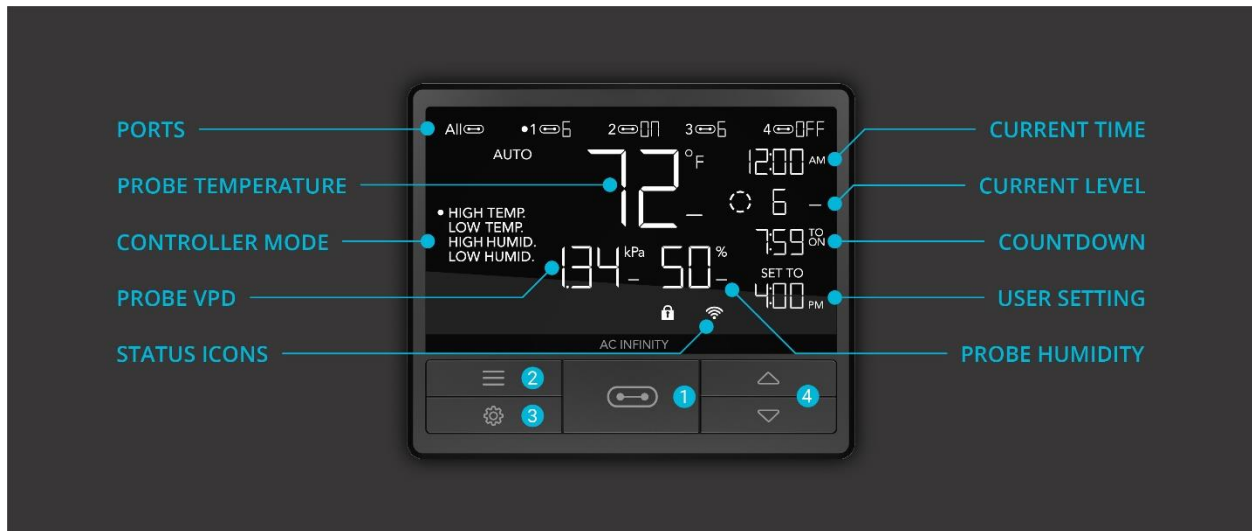 PORTS
PROBE TEMPERATURE
CONTROLLER MODE
PROBE VPD
STATUS ICONS
All •1 6 2 ON 3 6 4 OFF
AUTO
72 °F
12:00 AM
6
• HIGH TEMP.
LOW TEMP.
HIGH HUMID.
LOW HUMID.
7:59 TO ON
1.34 kPa 50 %
SET TO
4:00 PM
AC INFINITY
2
1
4
3
CURRENT TIME
CURRENT LEVEL
COUNTDOWN
USER SETTING
PROBE HUMIDITY